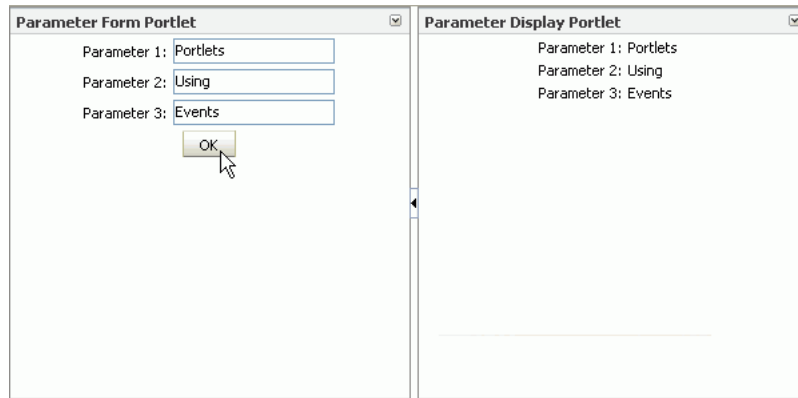 Parameter Form Portlet
Parameter 1: Portlets
Parameter 2: Using
Parameter 3: Events
OK
Parameter Display Portlet
Parameter 1: Portlets
Parameter 2: Using
Parameter 3: Events